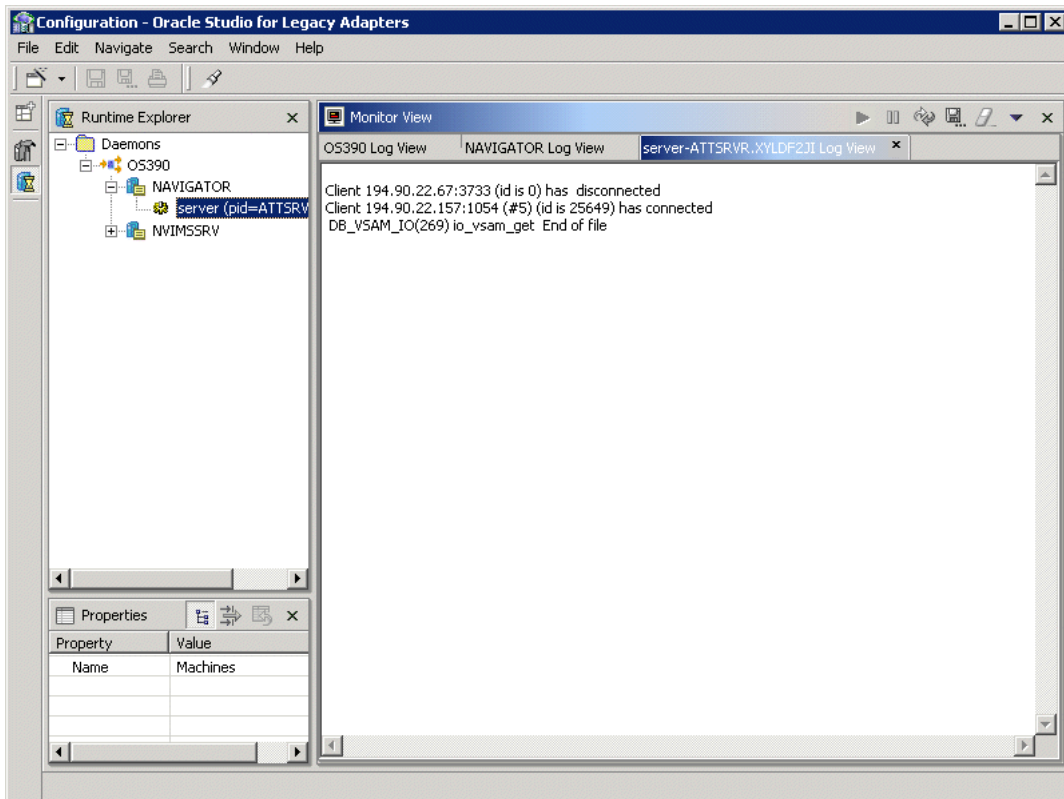 Configuration - Oracle Studio for Legacy Adapters
File Edit Navigate Search Window Help
Runtime Explorer
Daemons
OS390
NAVIGATOR
server (pid=ATTSRV
NVIMSSRV
Monitor View
OS390 Log View NAVIGATOR Log View server-ATTSRVR.XYLDF2JI Log View
Client 194.90.22.67:3733 (id is 0) has disconnected
Client 194.90.22.157:1054 (#5) (id is 25649) has connected
DB_VSAM_IO(269) io_vsam_get End of file
Properties
Property Value
Name Machines